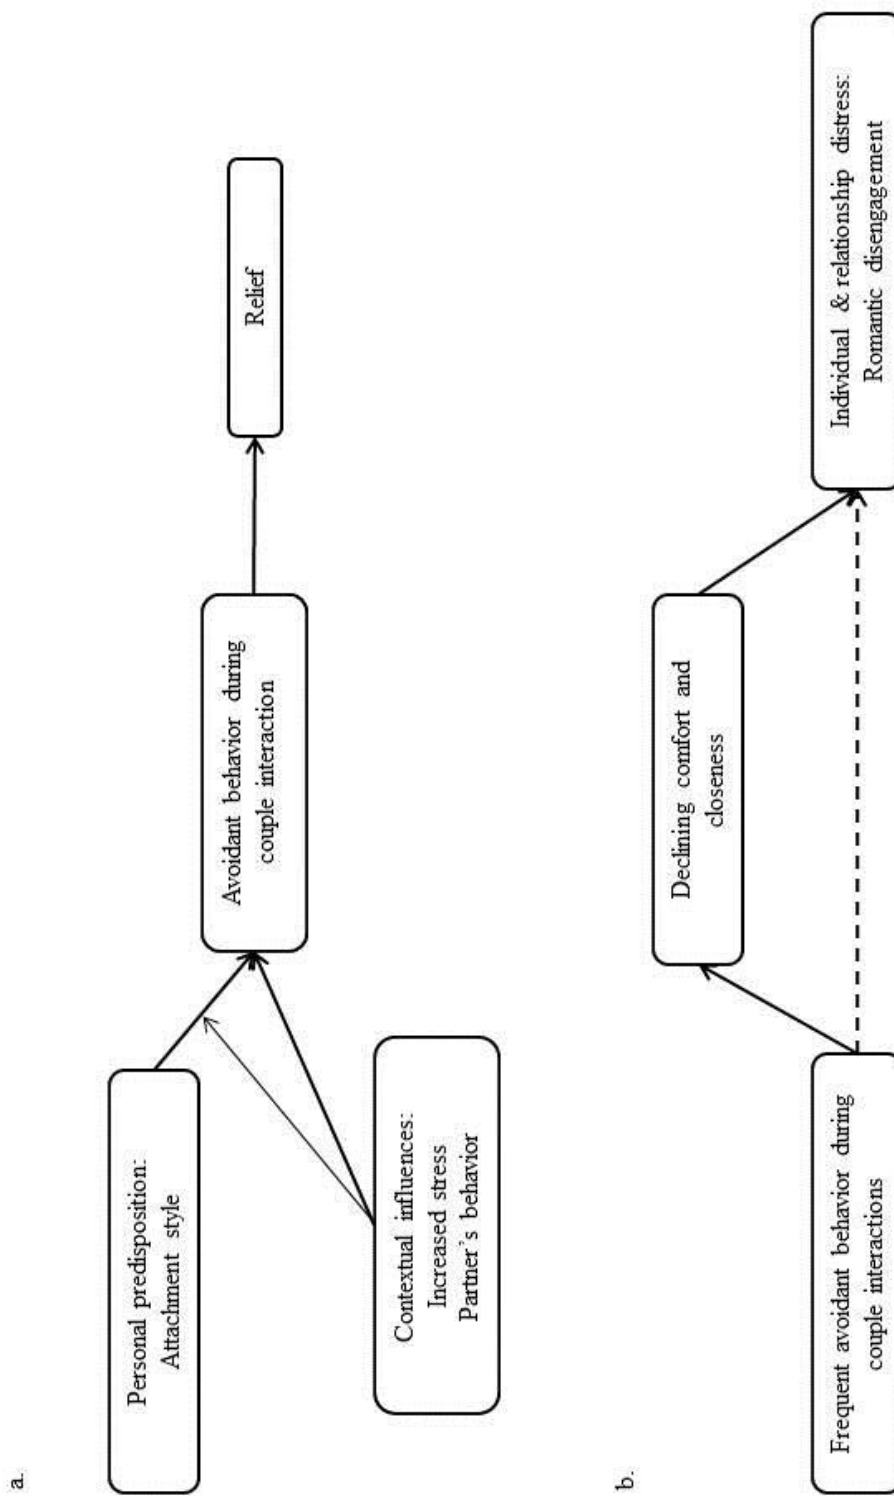 a.
Personal predisposition:
Attachment style
Contextual influences:
Increased stress
Partner's behavior
Avoidant behavior during
couple interaction
Relief
b.
Frequent avoidant behavior during
couple interactions
Declining comfort and
closeness
Individual & relationship distress:
Romantic disengagement